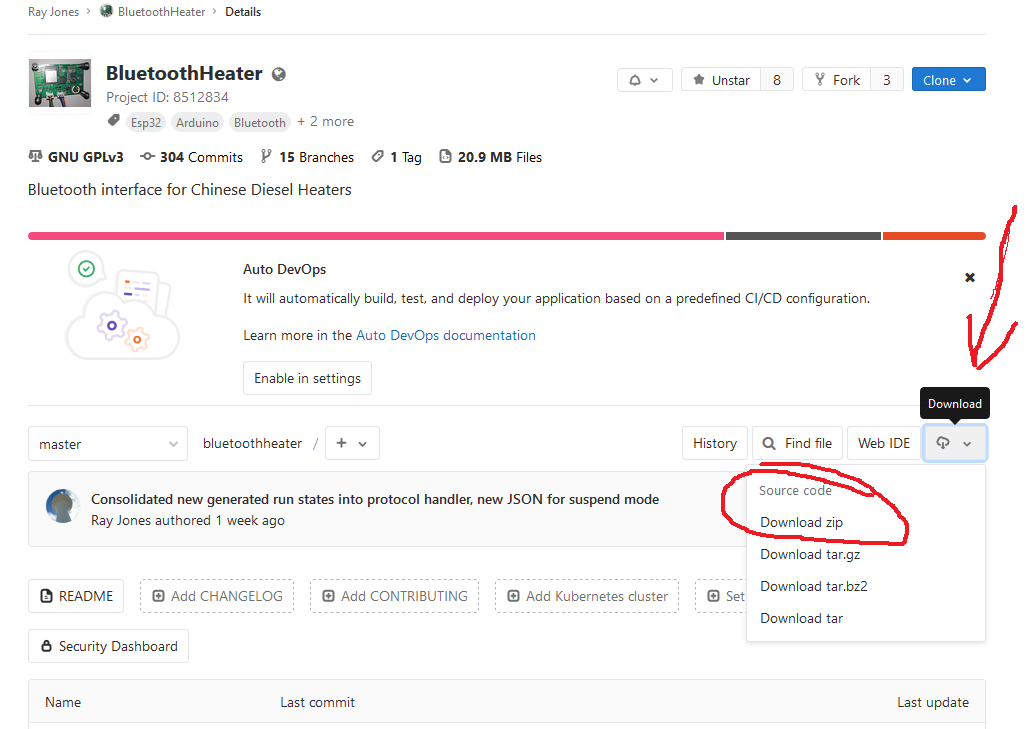 Ray Jones > BluetoothHeater > Details
BluetoothHeater
Project ID: 8512834
Esp32 Arduino Bluetooth + 2 more
Unstar 8 Fork 3 Clone
GNU GPLv3 304 Commits 15 Branches 1 Tag 20.9 MB Files
Bluetooth interface for Chinese Diesel Heaters
Auto DevOps
It will automatically build, test, and deploy your application based on a predefined CI/CD configuration.
Learn more in the Auto DevOps documentation
Enable in settings
Download
master bluetoothheater / + History Find file Web IDE
Source code
Download zip
Download tar.gz
Download tar.bz2
Download tar
Consolidated new generated run states into protocol handler, new JSON for suspend mode
Ray Jones authored 1 week ago
README Add CHANGELOG Add CONTRIBUTING Add Kubernetes cluster Set
Security Dashboard
Name Last commit Last update